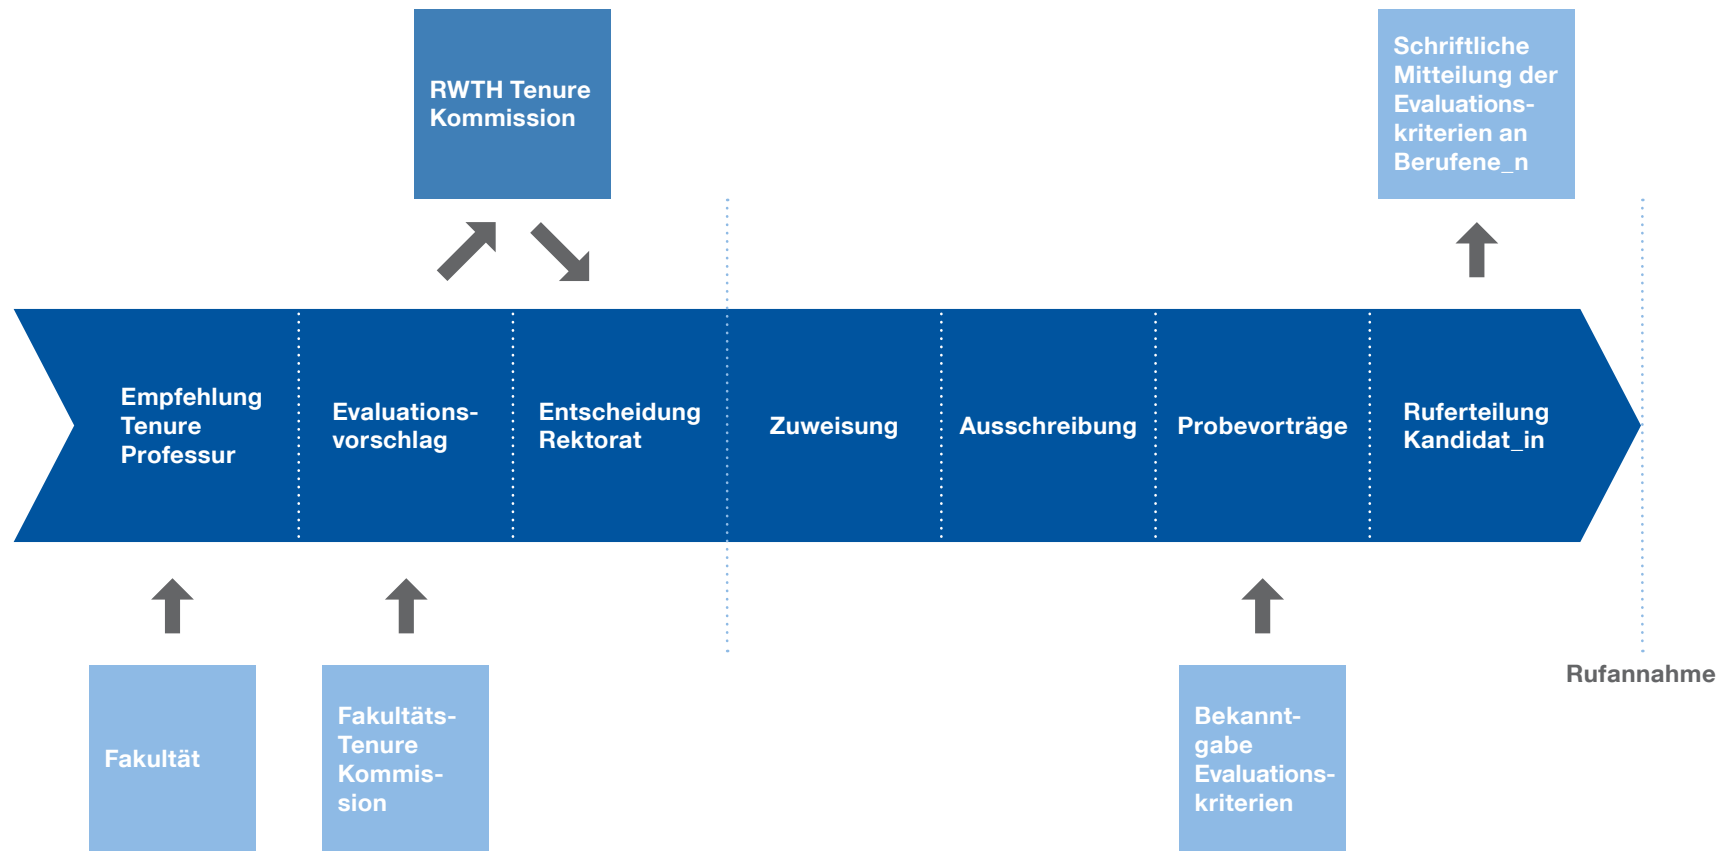 RWTH Tenure
Kommission
Schriftliche
Mitteilung der
Evaluations-
kriterien an
Berufene_n
Empfehlung
Tenure
Professur
Evaluations-
vorschlag
Entscheidung
Rektorat
Zuweisung
Ausschreibung
Probevorträge
Ruferteilung
Kandidat_in
Fakultät
Fakultäts-
Tenure
Kommis-
sion
Bekannt-
gabe
Evaluations-
kriterien
Rufannahme